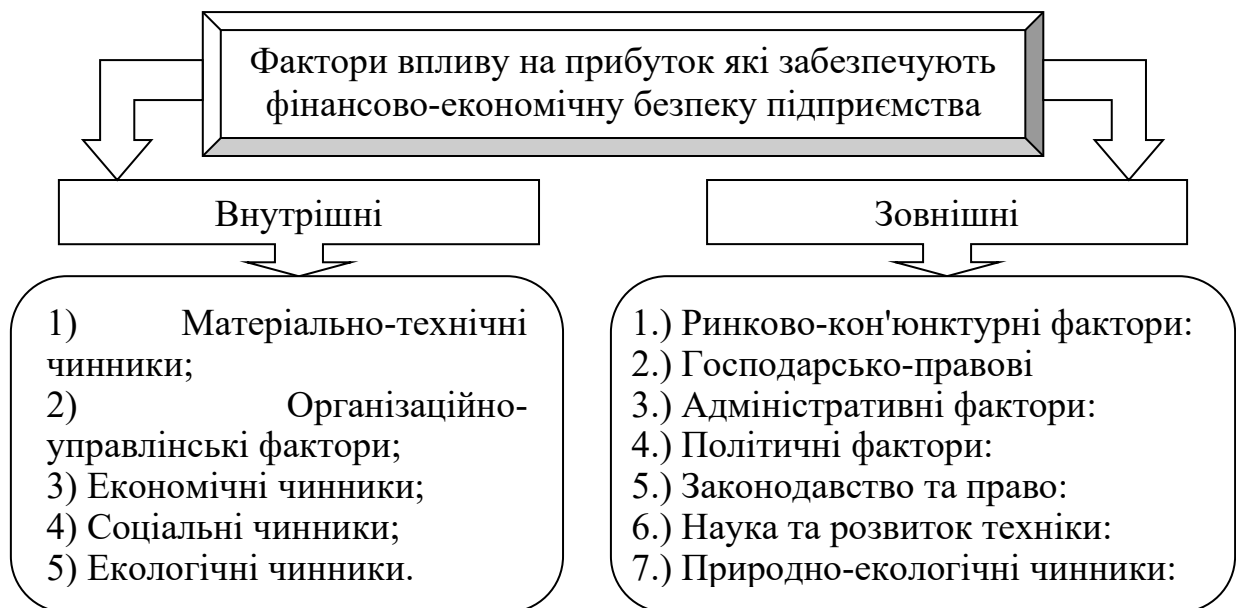 Фактори впливу на прибуток які забезпечують
фінансово-економічну безпеку підприємства
Внутрішні
Зовнішні
1) Матеріально-технічні
чинники;
2) Організаційно-
управлінські фактори;
3) Економічні чинники;
4) Соціальні чинники;
5) Екологічні чинники.
1.) Ринково-кон'юнктурні фактори:
2.) Господарсько-правові
3.) Адміністративні фактори:
4.) Політичні фактори:
5.) Законодавство та право:
6.) Наука та розвиток техніки:
7.) Природно-екологічні чинники: